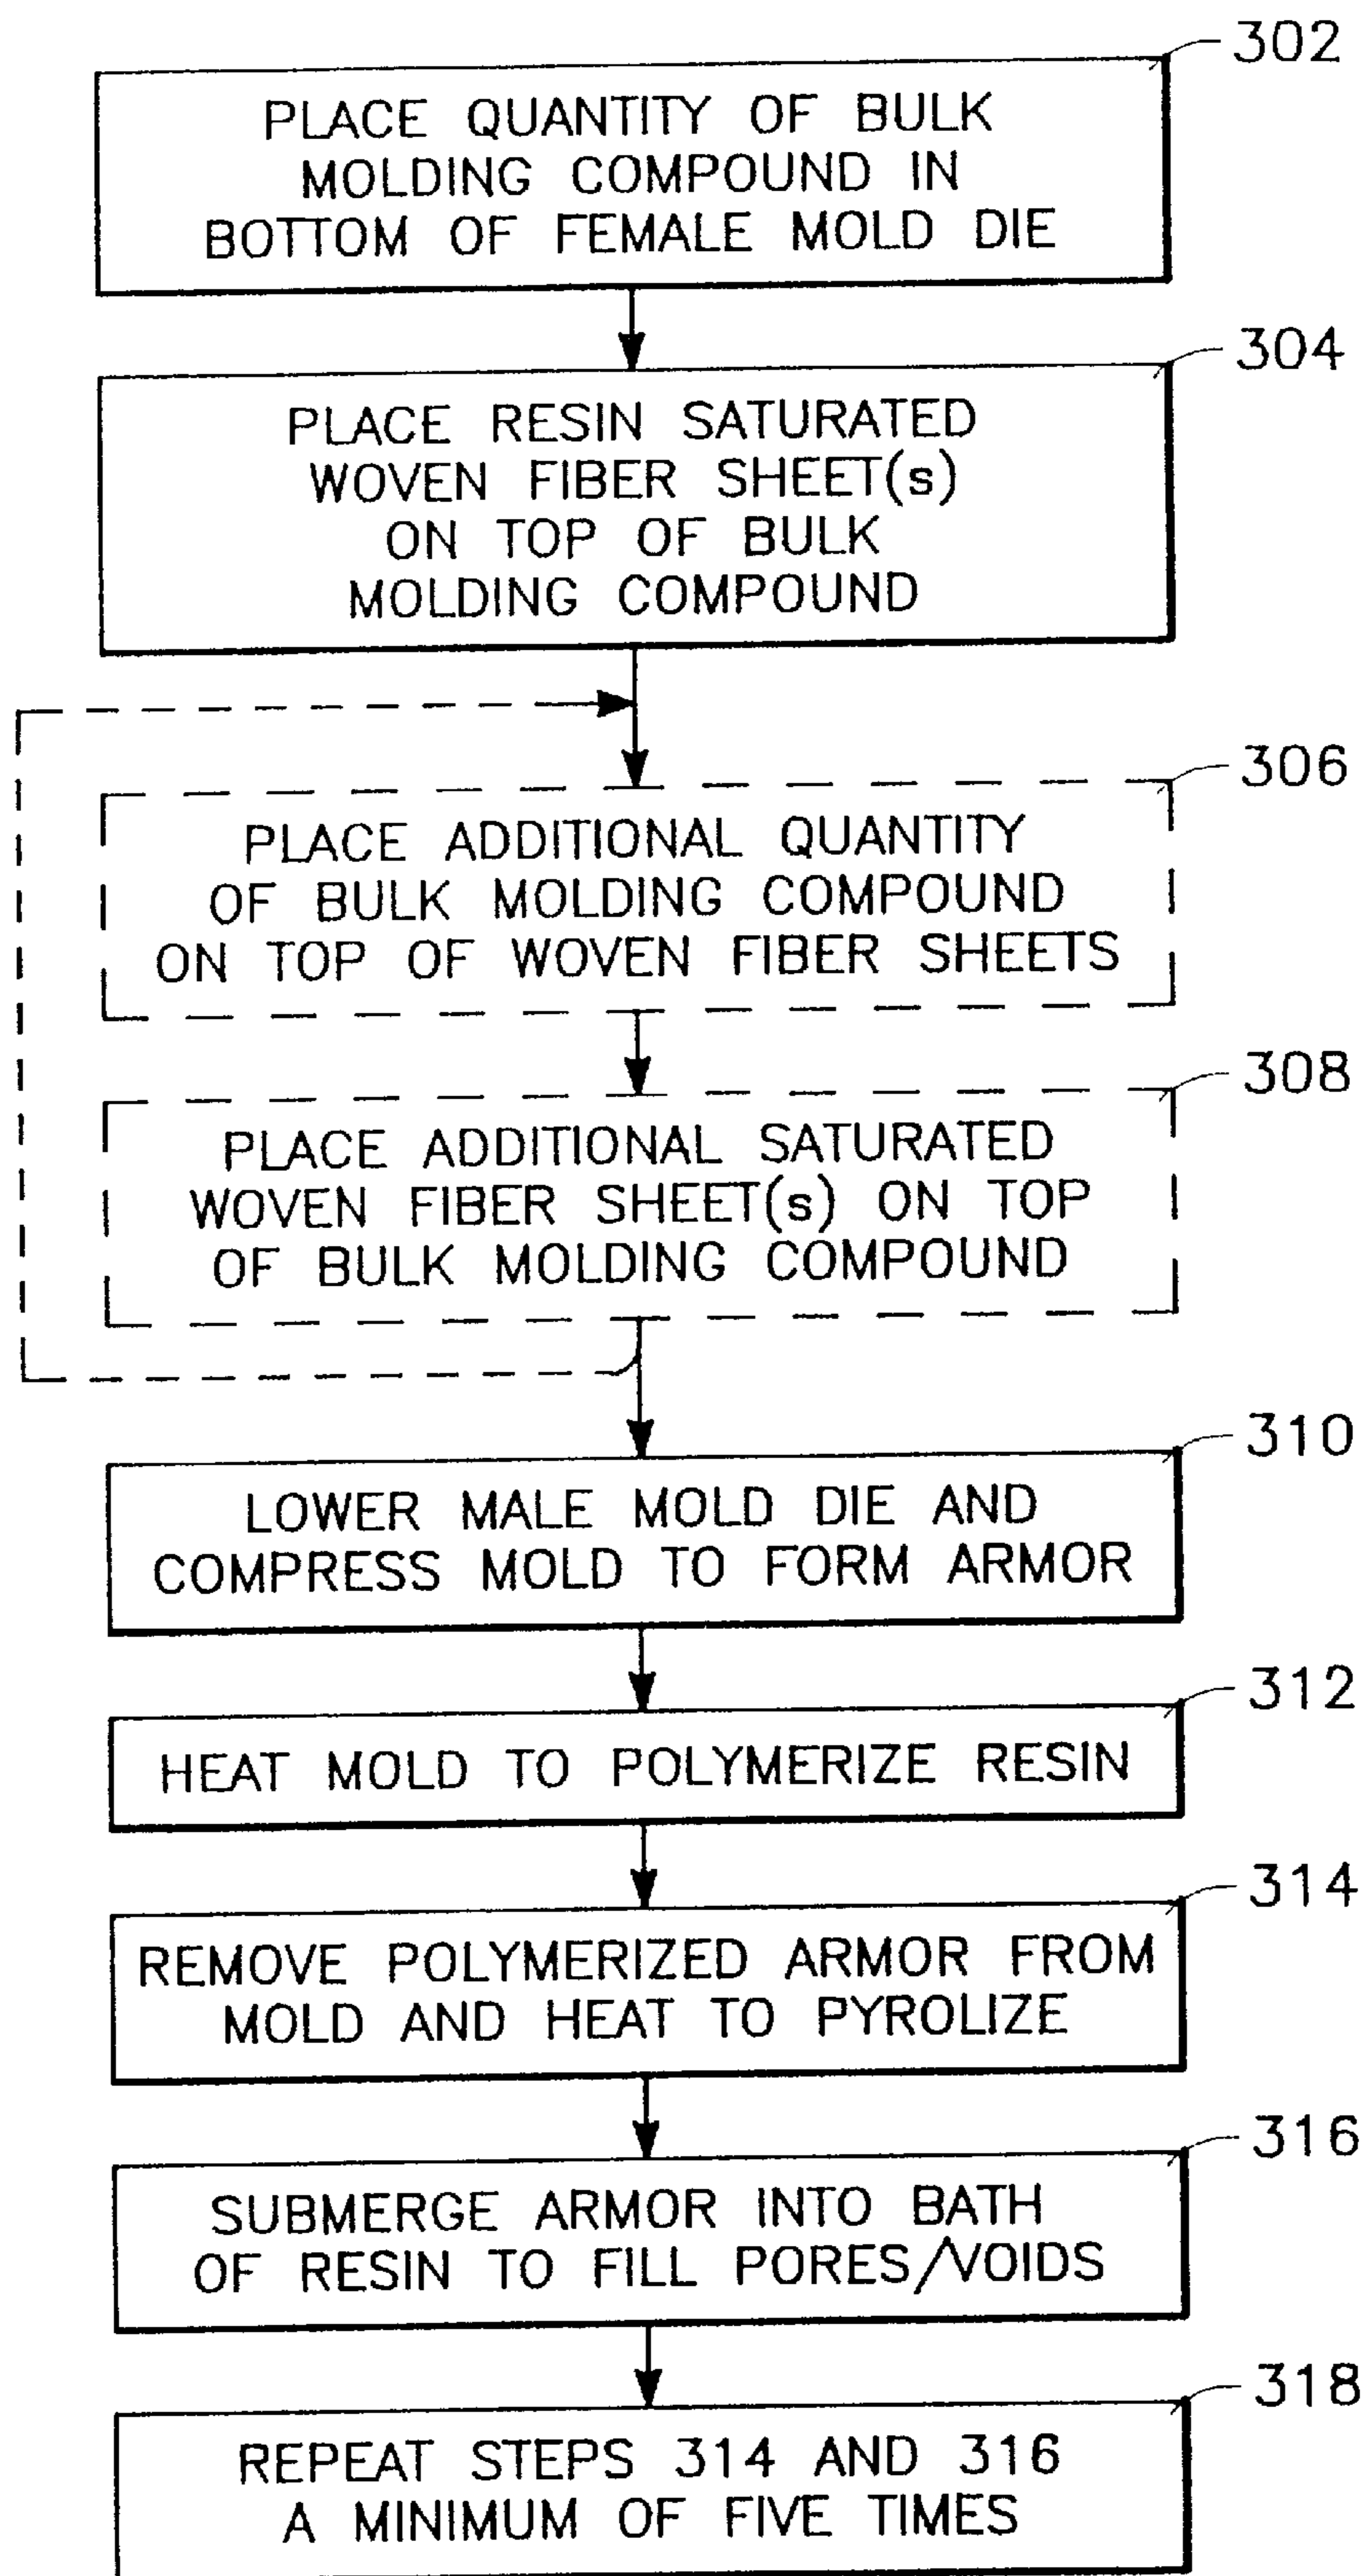 302
PLACE QUANTITY OF BULK
MOLDING COMPOUND IN
BOTTOM OF FEMALE MOLD DIE
304
PLACE RESIN SATURATED
WOVEN FIBER SHEET(s)
ON TOP OF BULK
MOLDING COMPOUND
306
PLACE ADDITIONAL QUANTITY
OF BULK MOLDING COMPOUND
ON TOP OF WOVEN FIBER SHEETS
308
PLACE ADDITIONAL SATURATED
WOVEN FIBER SHEET(s) ON TOP
OF BULK MOLDING COMPOUND
310
LOWER MALE MOLD DIE AND
COMPRESS MOLD TO FORM ARMOR
312
HEAT MOLD TO POLYMERIZE RESIN
314
REMOVE POLYMERIZED ARMOR FROM
MOLD AND HEAT TO PYROLIZE
316
SUBMERGE ARMOR INTO BATH
OF RESIN TO FILL PORES/VOIDS
318
REPEAT STEPS 314 AND 316
A MINIMUM OF FIVE TIMES